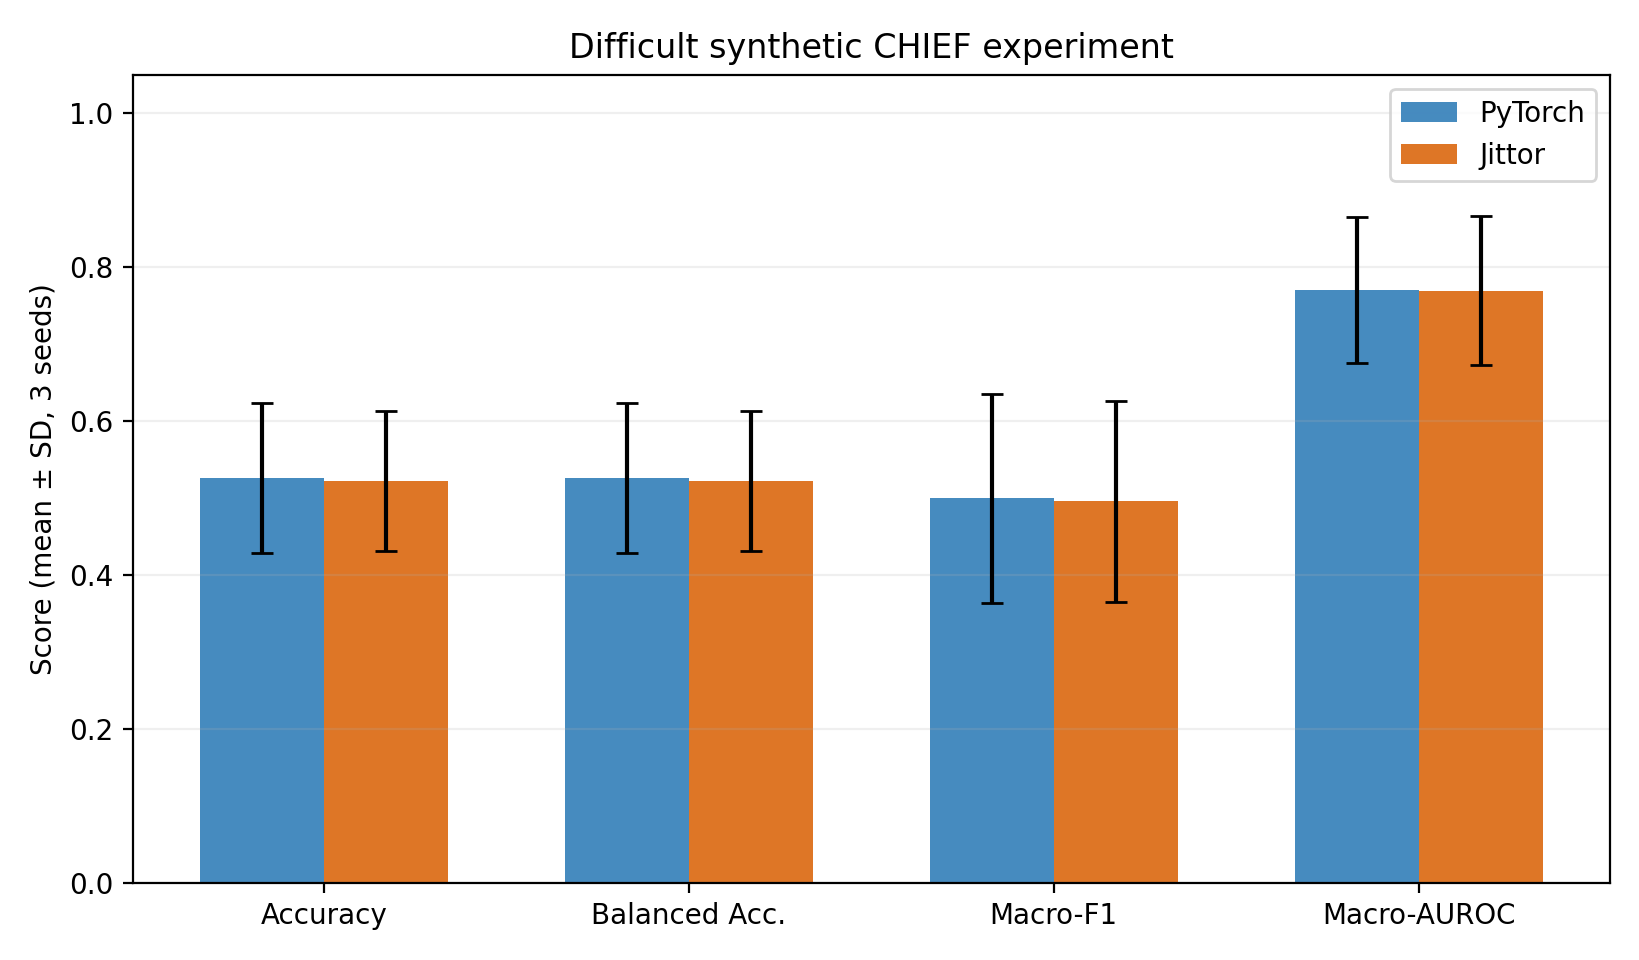 Difficult synthetic CHIEF experiment
PyTorch
Jittor
Score (mean ± SD, 3 seeds)
1.0
0.8
0.6
0.4
0.2
0.0
Accuracy
Balanced Acc.
Macro-F1
Macro-AUROC